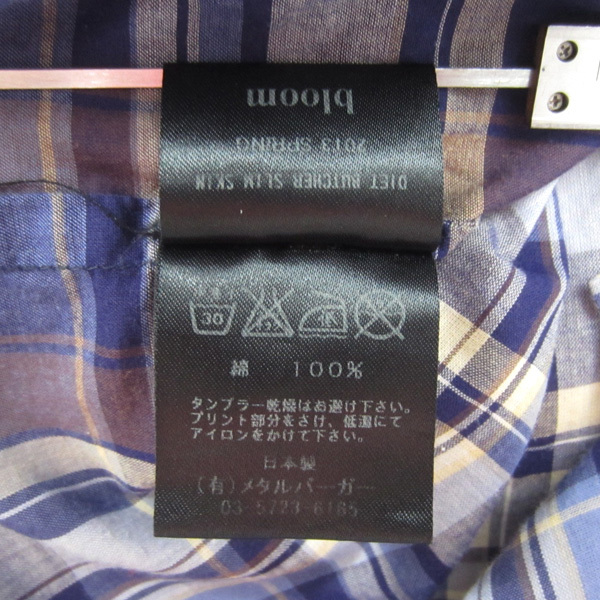 bloom
2013 SPRING
DIET BUTCHER SLIM SKIN
30
綿 100%
タンブラー乾燥はお避け下さい。
プリント部分をさけ、低温にて
アイロンをかけて下さい。
日本製
(有)メタルバーガー
03-5723-6185